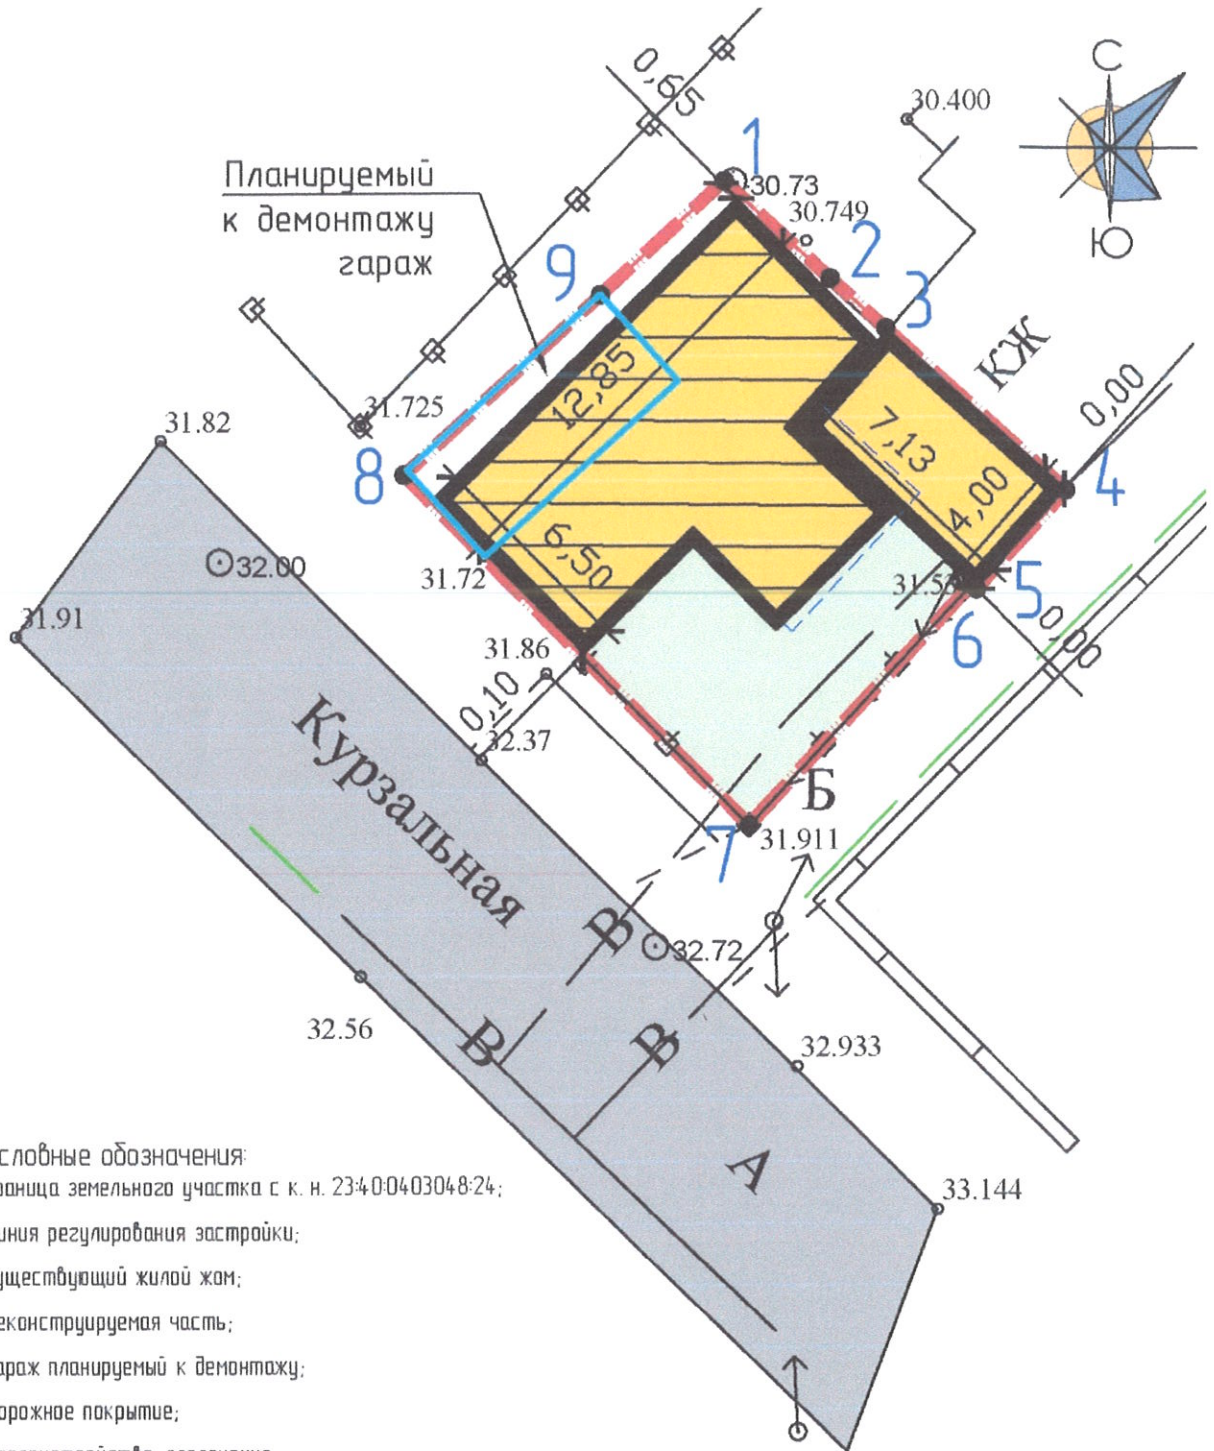 0,65
1
30.400
С
Ю
30.73
30.749
2
3
Планируемый
к демонтажу
гараж
9
КЖ
0,00
12,85
7,13
4,00
4
31.725
31.82
8
6,50
31.72
31.53
5
6
0,00
32.00
31.91
31.86
0,10
32.37
Курзальная
Б
7
31.911
В
32.72
В
В
32.56
32.933
А
33.144
словные обозначения:
раница земельного участка с к. н. 23:40:0403048:24;
иния регулирования застройки;
уществующий жилой жом;
еконструируемая часть;
араж планируемый к демонтажу;
орожное покрытие;